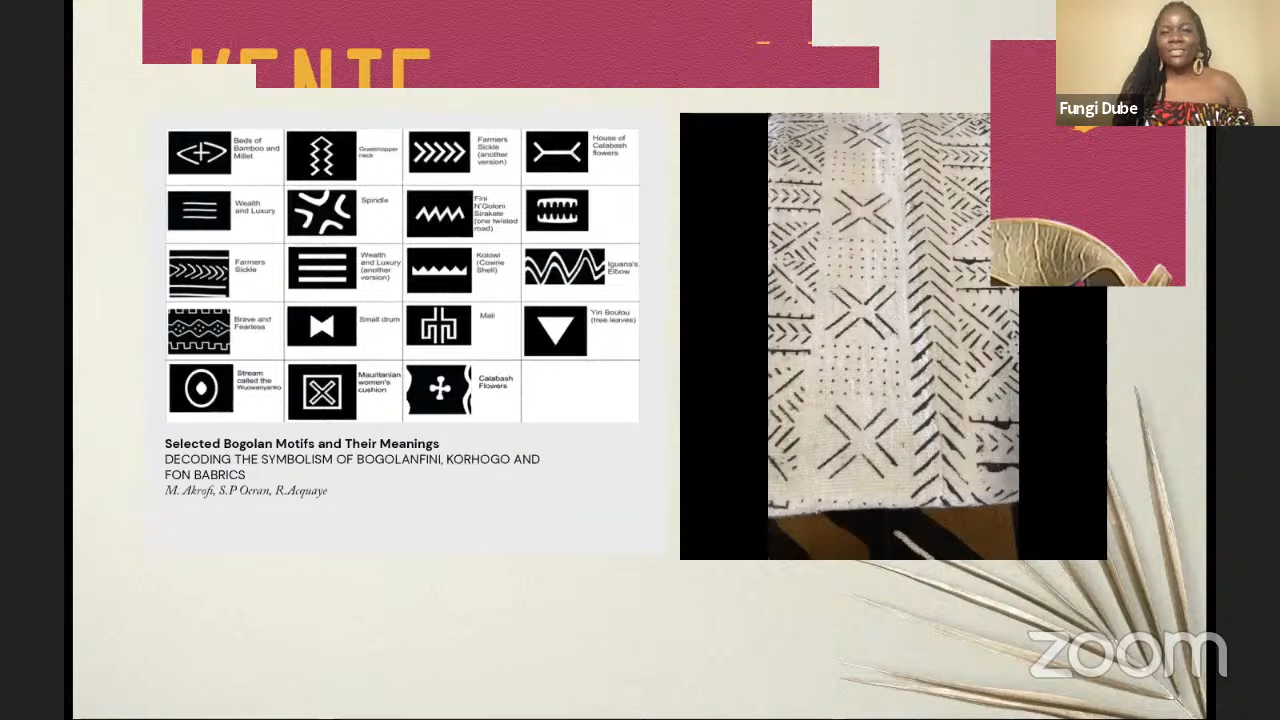 KENTE
Fungi Dube
Beds of
Bamboo and
Millet
Grasshopper
neck
Farmers
Sickle
(another
version)
House of
Calabash
flowers
Wealth
and Luxury
Spindle
Fini
N'Golom
Sirakele
(one twisted
road)
Farmers
Sickle
Wealth
and Luxury
(another
version)
Kolowi
(Cowrie
Shell)
Iguana's
Elbow
Brave and
Fearless
Small drum
Mali
Yiri Boulou
(tree leaves)
Stream
called the
Mauritanian
women's
cushion
Calabash
Flowers
Selected Bogolan Motifs and Their Meanings
DECODING THE SYMBOLISM OF BOGOLANFINI, KORHOGO AND
FON BABRICS
M. Akrofi, S.P Ocran, R.Acquaye
zoom